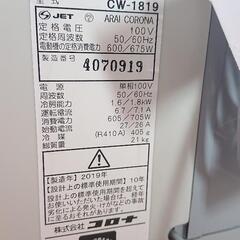 型式 CW-1819
JET ARAI CORONA
定格電圧 100V
定格周波数 50/60Hz
電動機の定格消費電力 600/675W
製造番号 4070919
電源 単相100V
周波数 50/60Hz
冷房能力 1.6/1.8kW
運転電流 6.7/7.1A
消費電力 605/705W
始動電流 27/26A
冷媒 (R410A) 405g
総質量 21kg
【製造年】2019年
【設計上の標準使用期間】10年
設計上の標準使用期間を超えて
使用されますと、経年劣化に
よる発火・けがなどの事故に
至るおそれがあります。
株式会社 コロナ